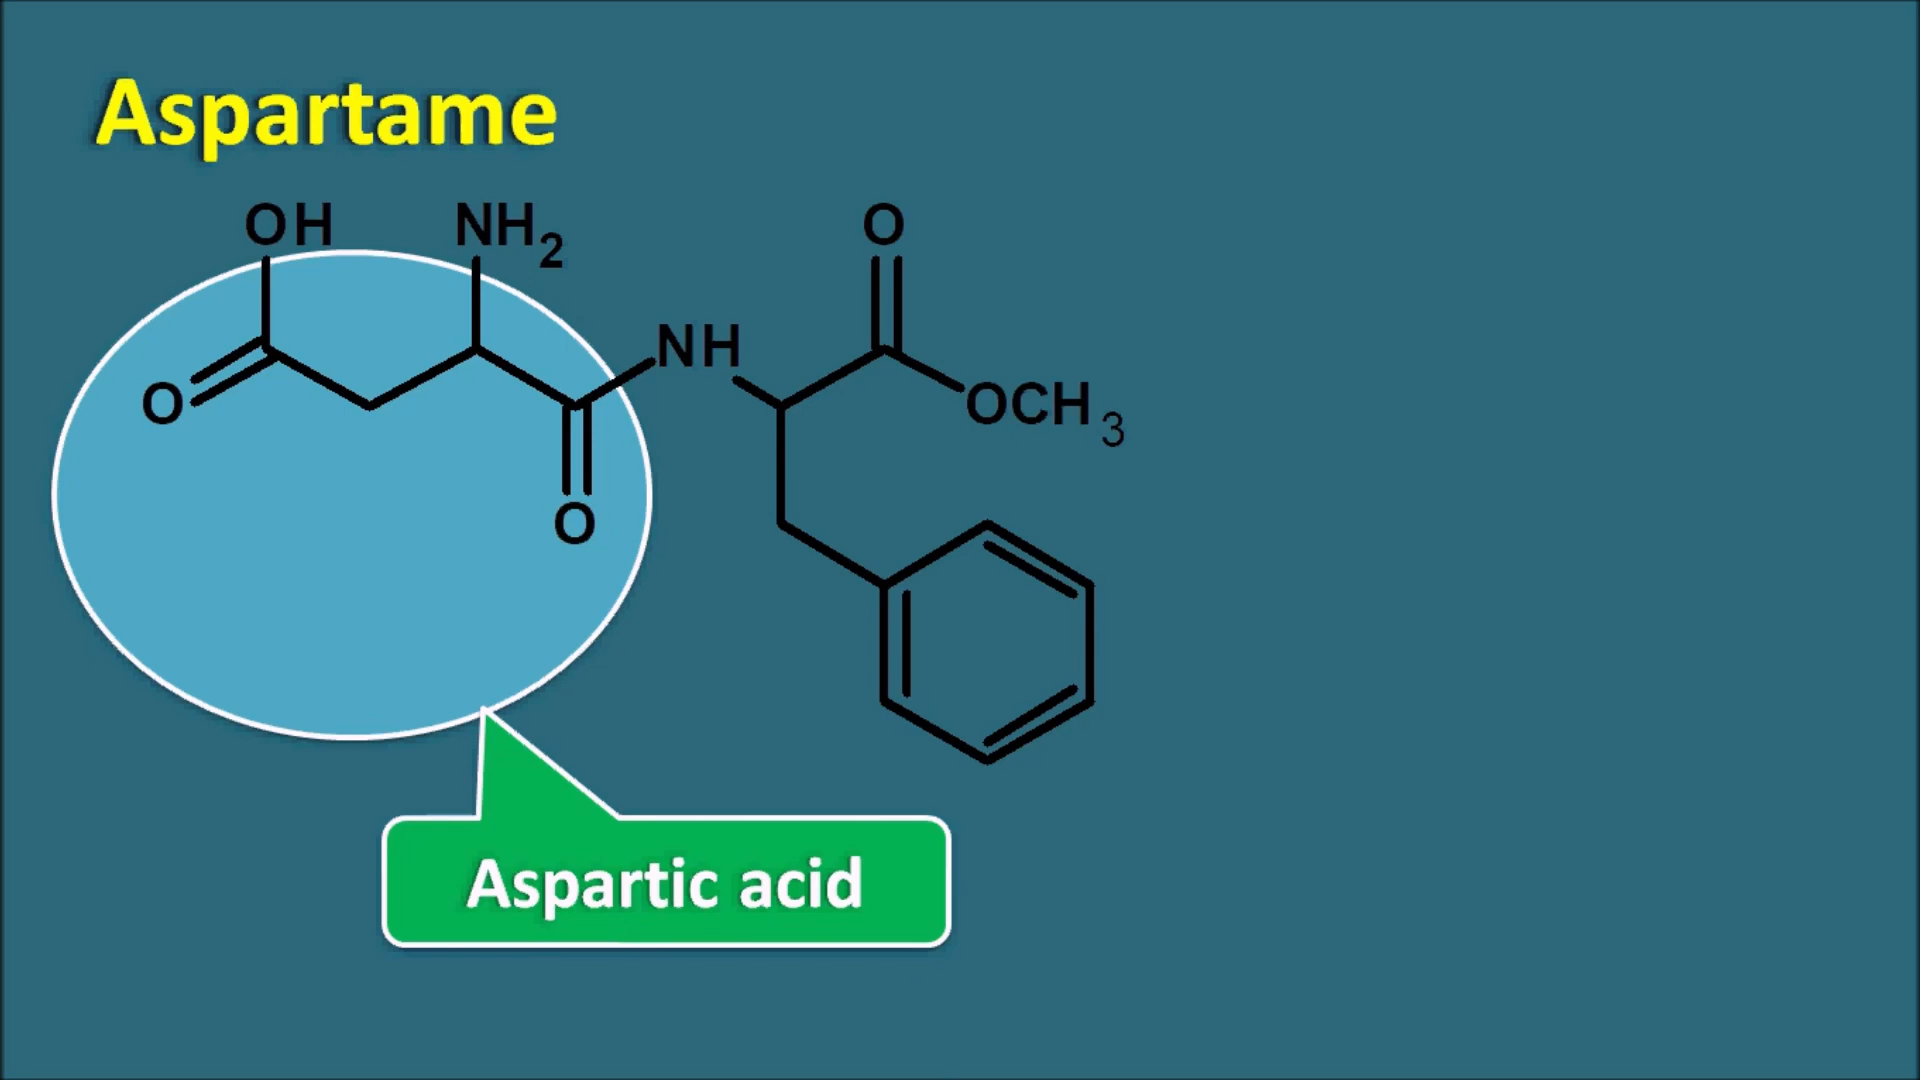 Aspartame
OH NH2 O
NH
O OCH3
O
Aspartic acid